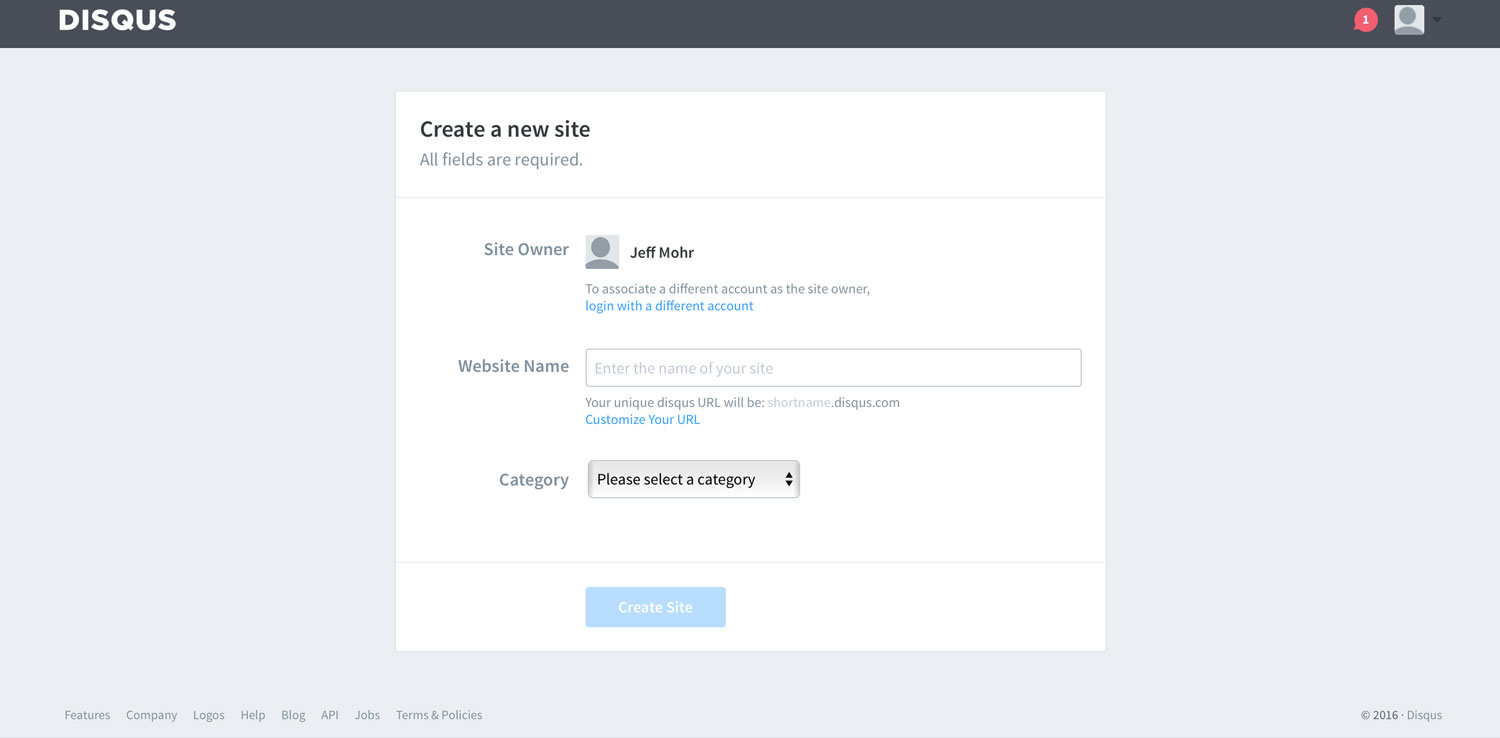 DISQUS
1
Create a new site
All fields are required.
Site Owner
Jeff Mohr
To associate a different account as the site owner,
login with a different account
Website Name
Enter the name of your site
Your unique disqus URL will be: shortname.disqus.com
Customize Your URL
Category
Please select a category
Create Site
Features Company Logos Help Blog API Jobs Terms & Policies
© 2016 · Disqus